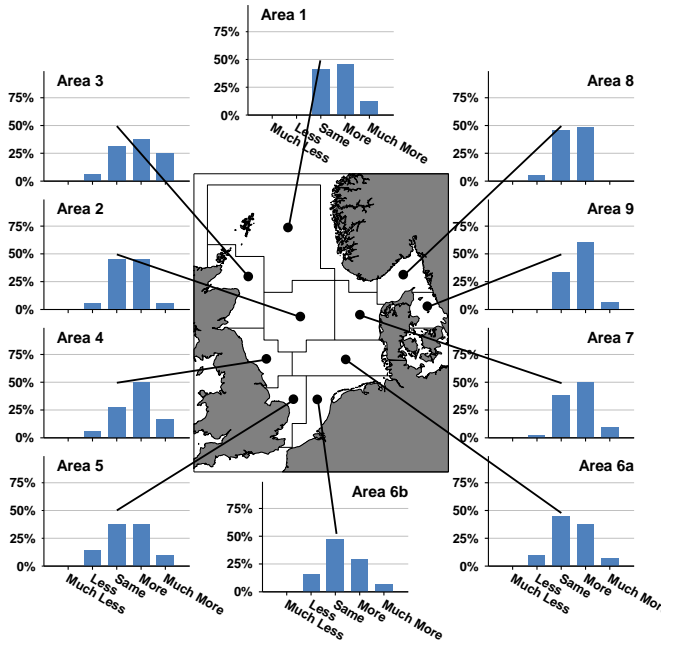 Area 1
75%
50%
25%
0%
Much Less
Less
Same
More
Much More
Area 3
75%
50%
25%
0%
Area 8
75%
50%
25%
0%
Area 2
75%
50%
25%
0%
Area 9
75%
50%
25%
0%
Area 4
75%
50%
25%
0%
Area 7
75%
50%
25%
0%
Area 5
75%
50%
25%
0%
Much Less
Less
Same
More
Much More
Area 6b
75%
50%
25%
0%
Much Less
Less
Same
More
Much More
Area 6a
75%
50%
25%
0%
Much Less
Less
Same
More
Much Mor